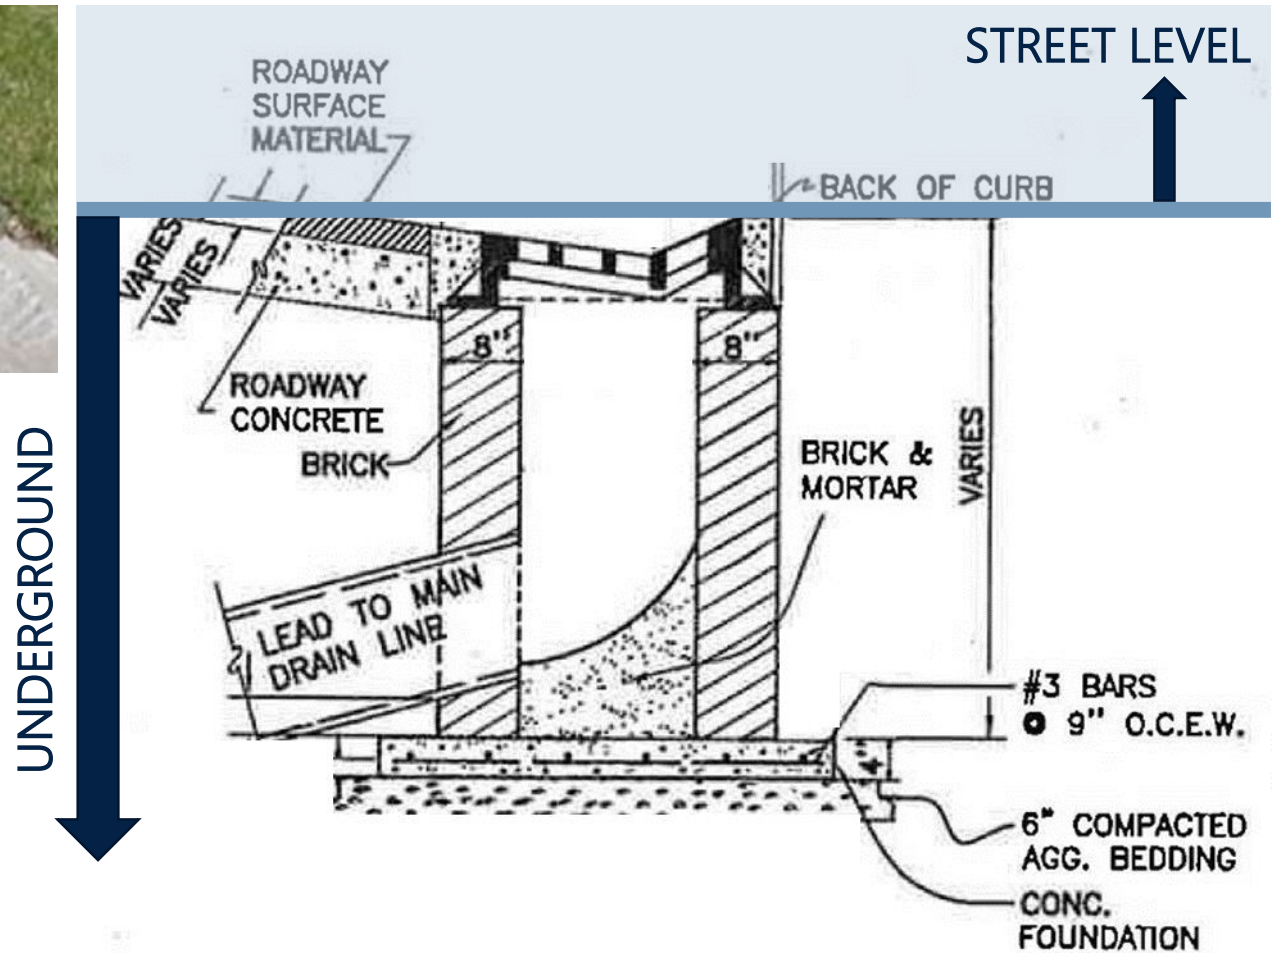 STREET LEVEL
ROADWAY
SURFACE
MATERIAL
BACK OF CURB
VARIES
VARIES
8"
8"
ROADWAY
CONCRETE
BRICK
BRICK &
MORTAR
VARIES
UNDERGROUND
LEAD TO MAIN
DRAIN LINE
#3 BARS
@ 9" O.C.E.W.
4"
6" COMPACTED
AGG. BEDDING
CONC.
FOUNDATION